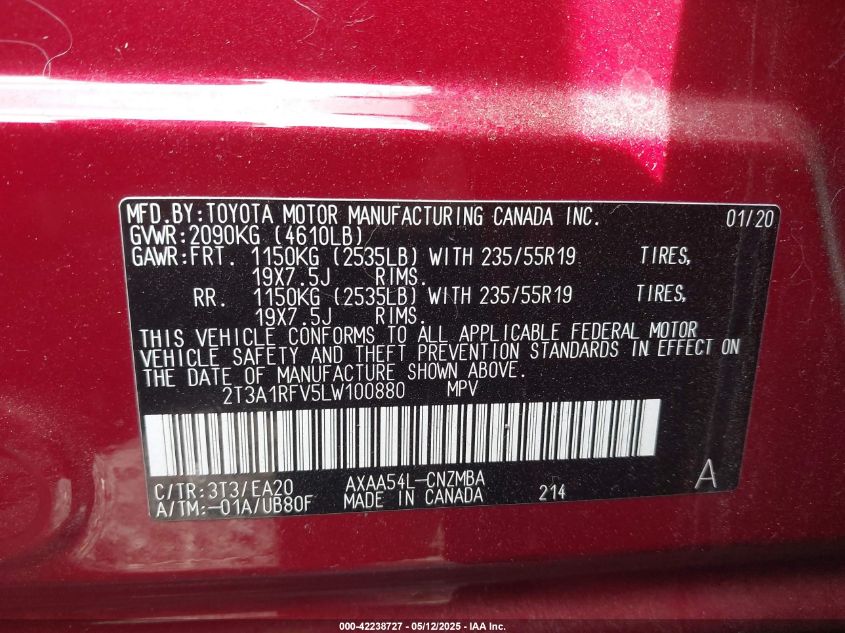 MFD.BY:TOYOTA MOTOR MANUFACTURING CANADA INC. 01/20
GVWR:2090KG (4610LB)
GAWR:FRT. 1150KG (2535LB) WITH 235/55R19 TIRES,
19X7.5J RIMS.
RR. 1150KG (2535LB) WITH 235/55R19 TIRES,
19X7.5J RIMS.
THIS VEHICLE CONFORMS TO ALL APPLICABLE FEDERAL MOTOR
VEHICLE SAFETY AND THEFT PREVENTION STANDARDS IN EFFECT ON
THE DATE OF MANUFACTURE SHOWN ABOVE.
2T3A1RFV5LW100880 MPV
C/TR:3T3/EA20 AXAA54L-CNZMBA A
A/TM:-01A/UB80F MADE IN CANADA 214
000-42238727 - 05/12/2025 - IAA Inc.